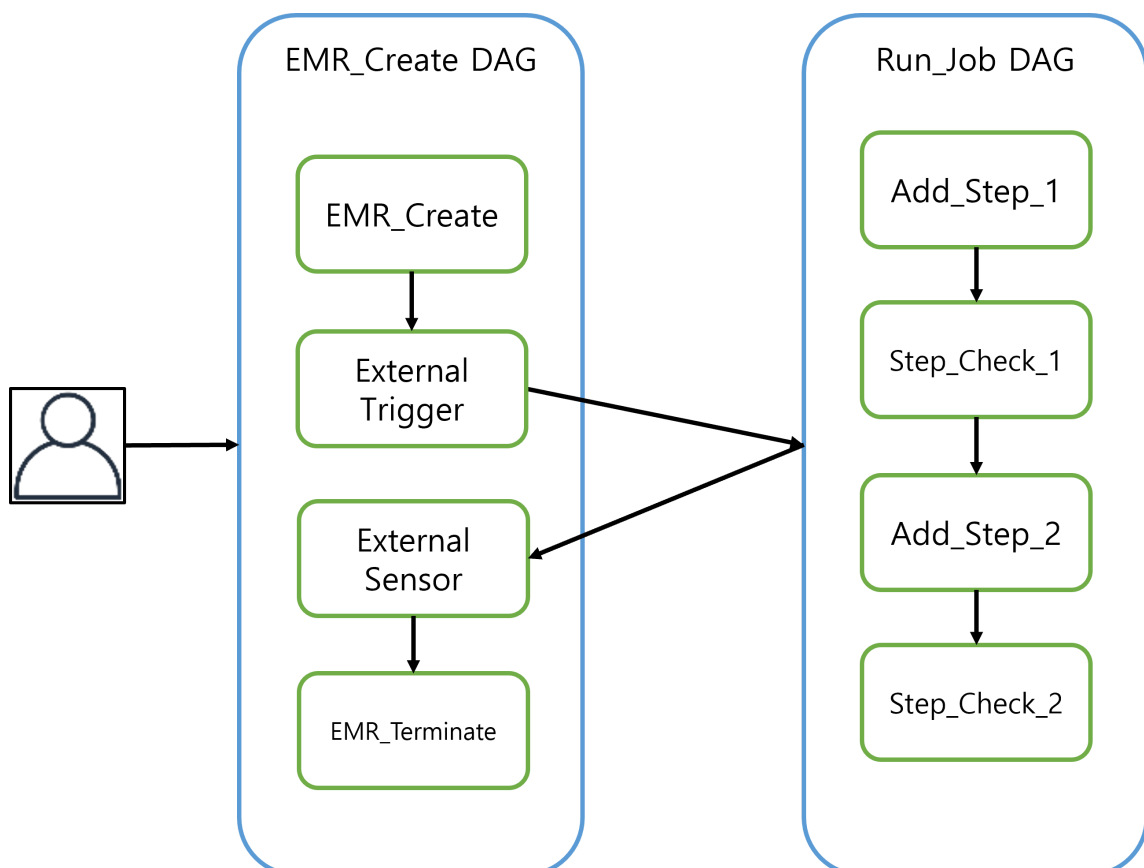 EMR_Create DAG
EMR_Create
External
Trigger
External
Sensor
EMR_Terminate
Run_Job DAG
Add_Step_1
Step_Check_1
Add_Step_2
Step_Check_2